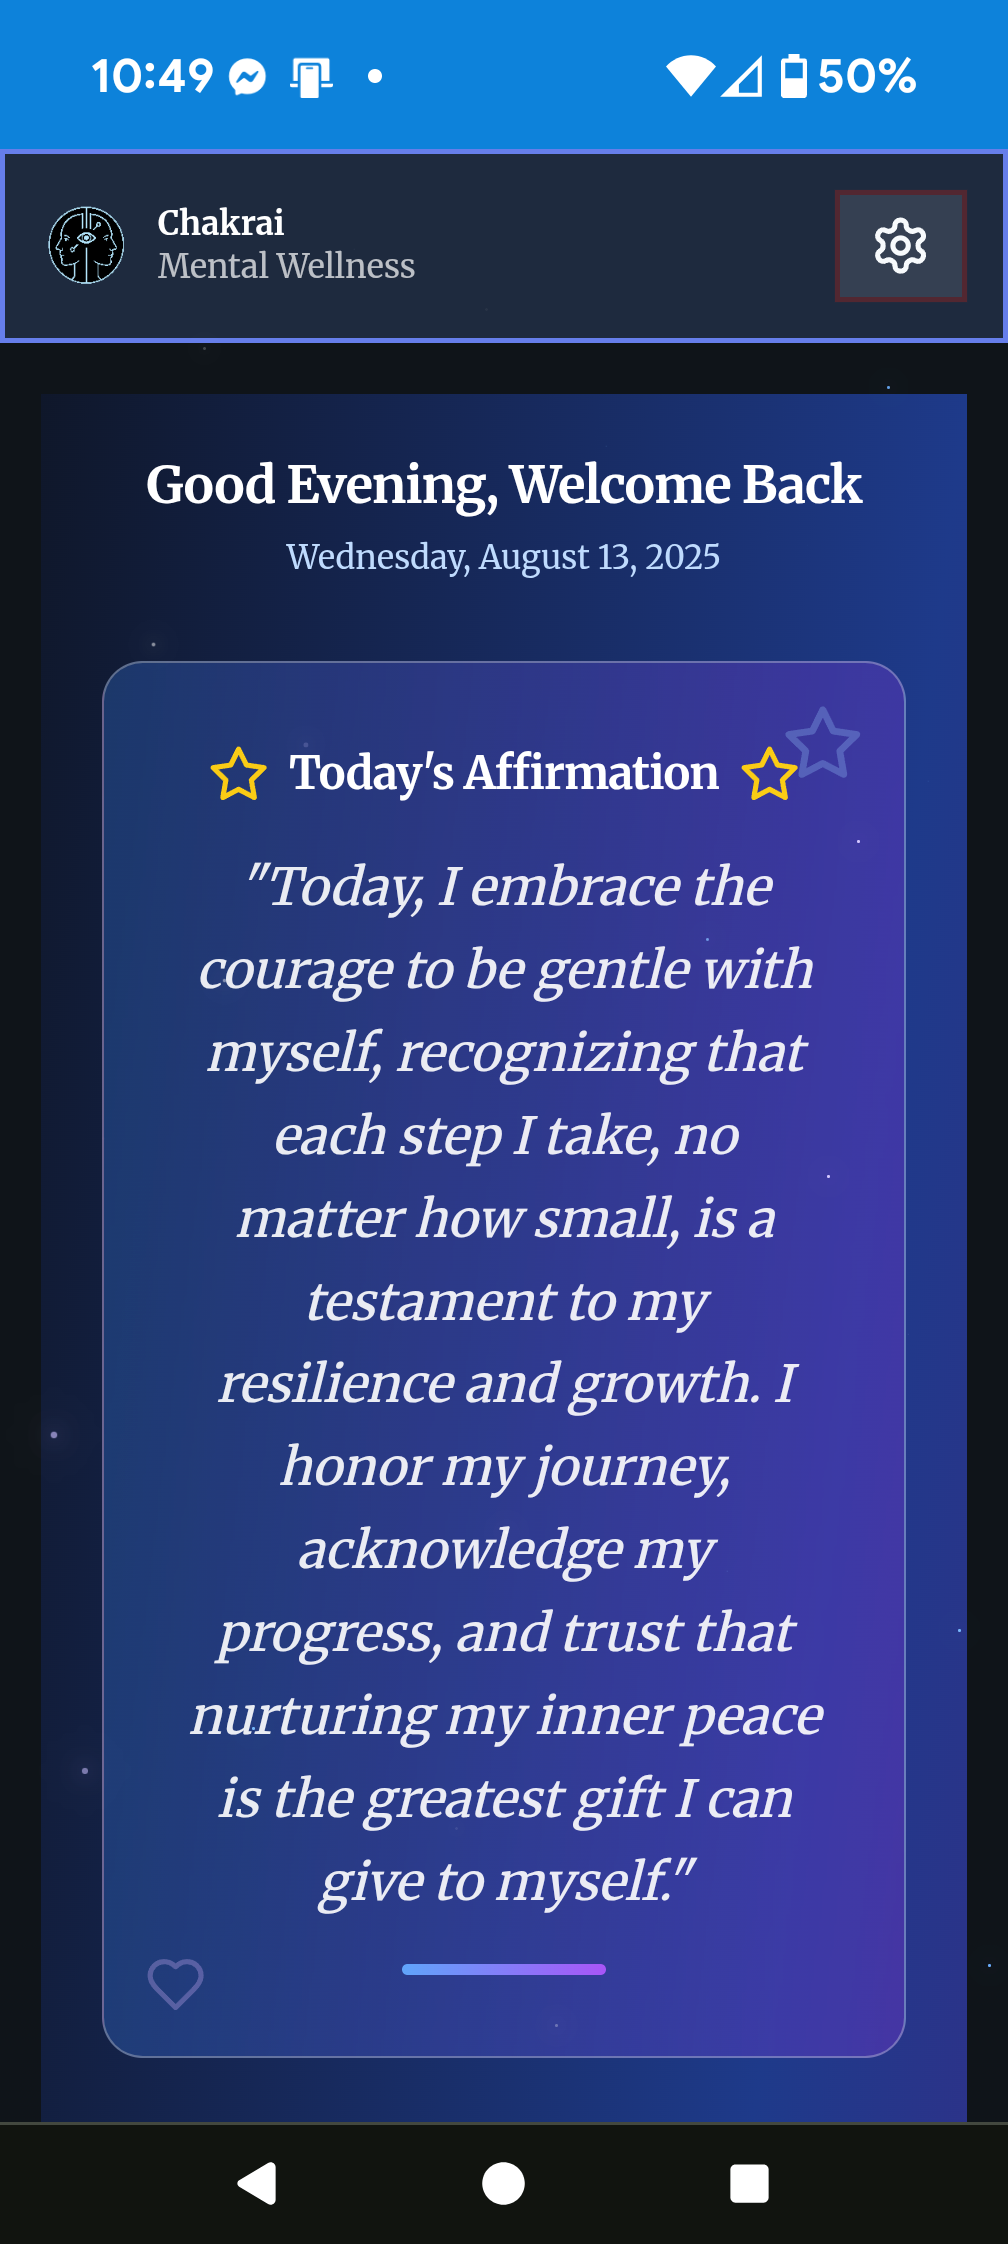 10:49 50%
Chakrai
Mental Wellness
Good Evening, Welcome Back
Wednesday, August 13, 2025
Today's Affirmation
"Today, I embrace the
courage to be gentle with
myself, recognizing that
each step I take, no
matter how small, is a
testament to my
resilience and growth. I
honor my journey,
acknowledge my
progress, and trust that
nurturing my inner peace
is the greatest gift I can
give to myself."